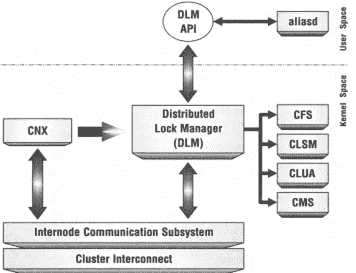 DLM
API
aliasd
User Space
Kernel Space
CNX
Distributed
Lock Manager
(DLM)
CFS
CLSM
CLUA
CMS
Internode Communication Subsystem
Cluster Interconnect